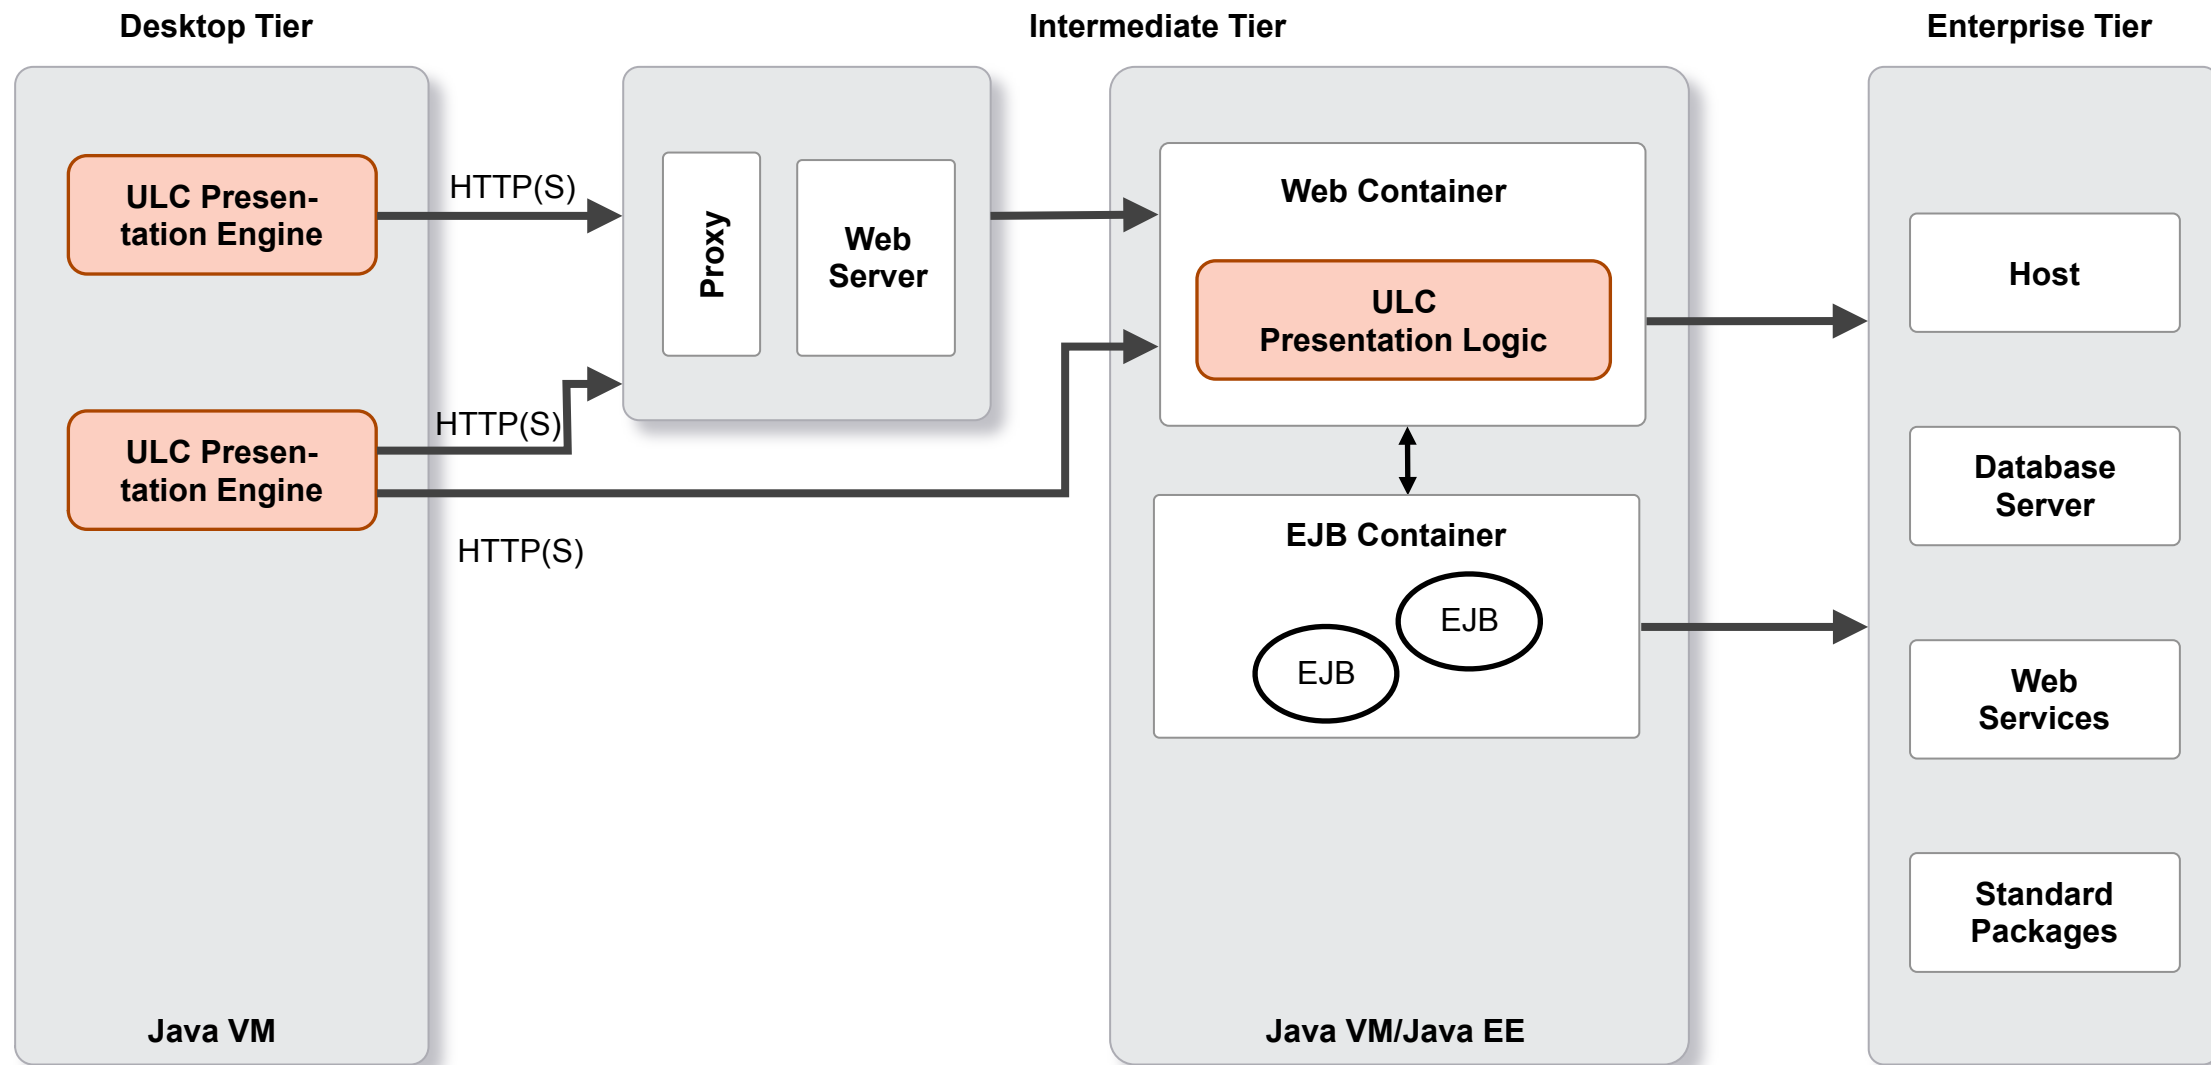 Desktop Tier
Intermediate Tier
Enterprise Tier
ULC Presen-
tation Engine
HTTP(S)
ULC Presen-
tation Engine
HTTP(S)
HTTP(S)
Java VM
Proxy
Web
Server
Web Container
ULC
Presentation Logic
EJB Container
EJB
EJB
Java VM/Java EE
Host
Database
Server
Web
Services
Standard
Packages